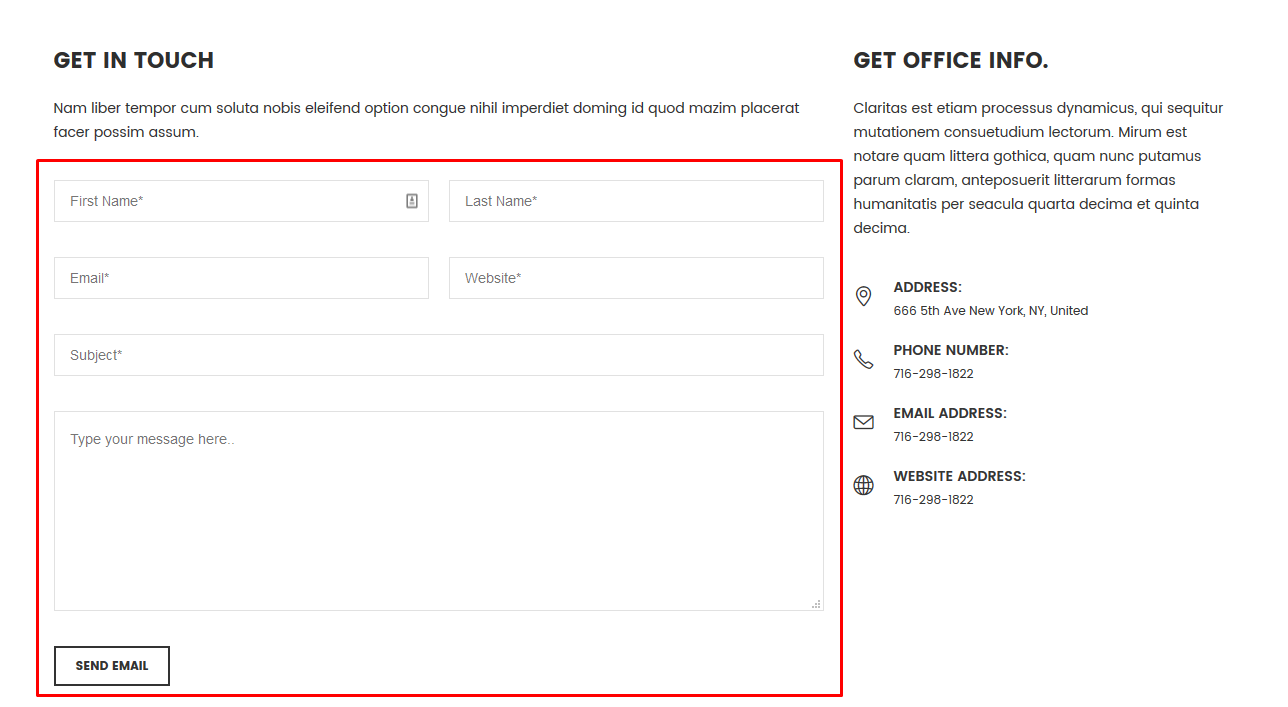 GET IN TOUCH
Nam liber tempor cum soluta nobis eleifend option congue nihil imperdiet doming id quod mazim placerat
facer possim assum.
First Name*
Last Name*
Email*
Website*
Subject*
Type your message here..
SEND EMAIL
GET OFFICE INFO.
Claritas est etiam processus dynamicus, qui sequitur
mutationem consuetudium lectorum. Mirum est
notare quam littera gothica, quam nunc putamus
parum claram, anteposuerit litterarum formas
humanitatis per seacula quarta decima et quinta
decima.
ADDRESS:
666 5th Ave New York, NY, United
PHONE NUMBER:
716-298-1822
EMAIL ADDRESS:
716-298-1822
WEBSITE ADDRESS:
716-298-1822